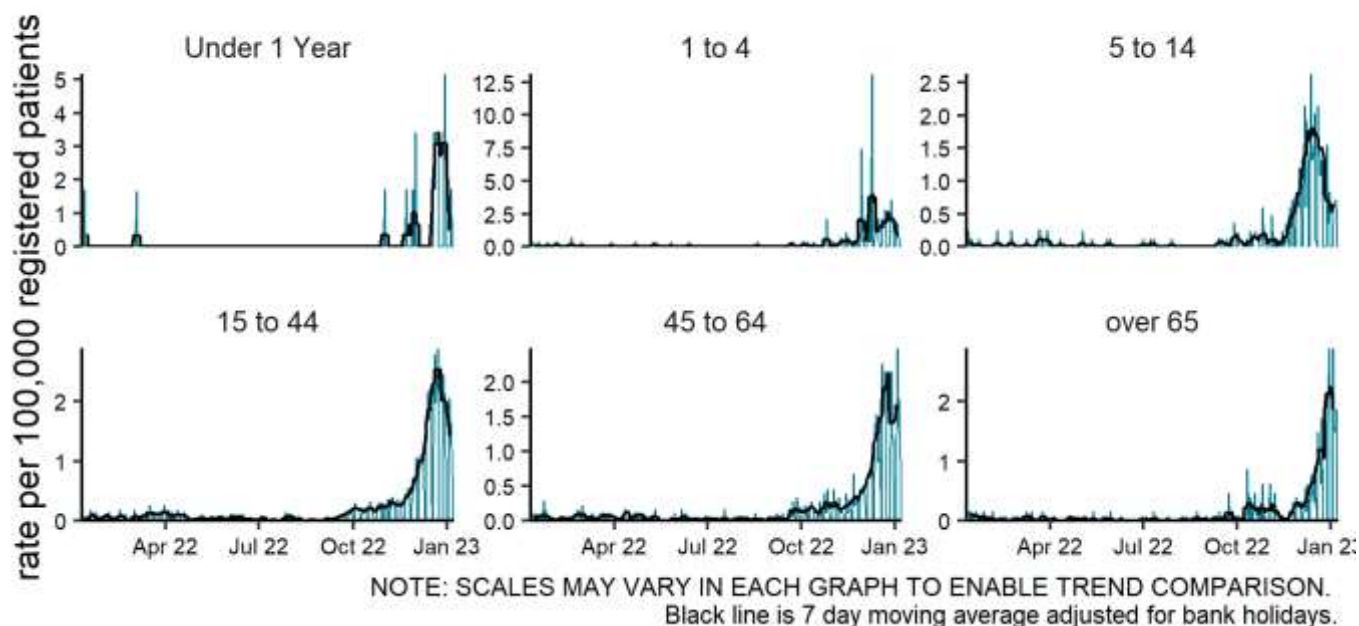 rate per 100,000 registered patients
Under 1 Year
5
4
3
2
1
0
1 to 4
12.5
10.0
7.5
5.0
2.5
0.0
5 to 14
2.5
2.0
1.5
1.0
0.5
0.0
15 to 44
2
1
0
Apr 22 Jul 22 Oct 22 Jan 23
45 to 64
2.0
1.5
1.0
0.5
0.0
Apr 22 Jul 22 Oct 22 Jan 23
over 65
2
1
0
Apr 22 Jul 22 Oct 22 Jan 23
NOTE: SCALES MAY VARY IN EACH GRAPH TO ENABLE TREND COMPARISON.
Black line is 7 day moving average adjusted for bank holidays.